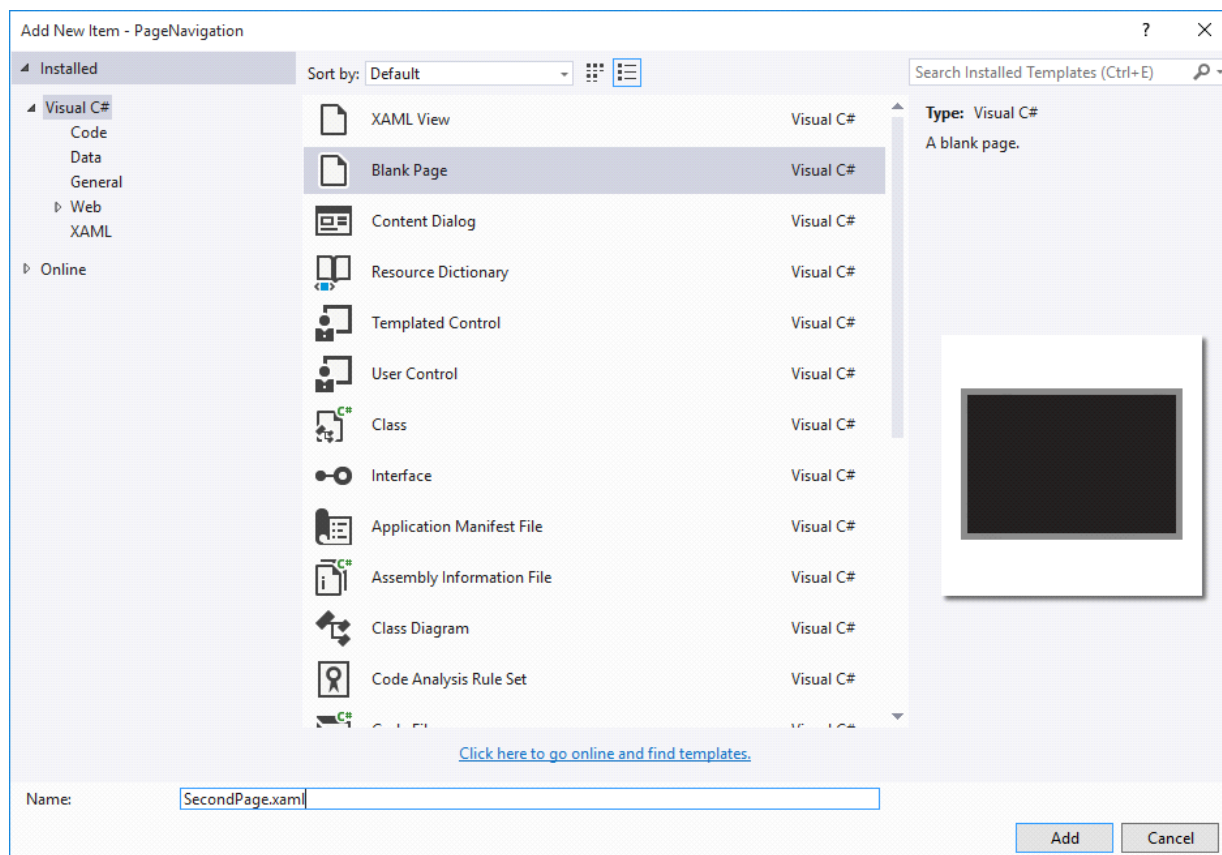 Add New Item - PageNavigation
?
Installed
Sort by: Default
Search Installed Templates (Ctrl+E)
Visual C#
Code
Data
General
Web
XAML
Online
XAML View Visual C#
Blank Page Visual C#
Content Dialog Visual C#
Resource Dictionary Visual C#
Templated Control Visual C#
User Control Visual C#
Class Visual C#
Interface Visual C#
Application Manifest File Visual C#
Assembly Information File Visual C#
Class Diagram Visual C#
Code Analysis Rule Set Visual C#
Type: Visual C#
A blank page.
Click here to go online and find templates.
Name: SecondPage.xaml
Add Cancel